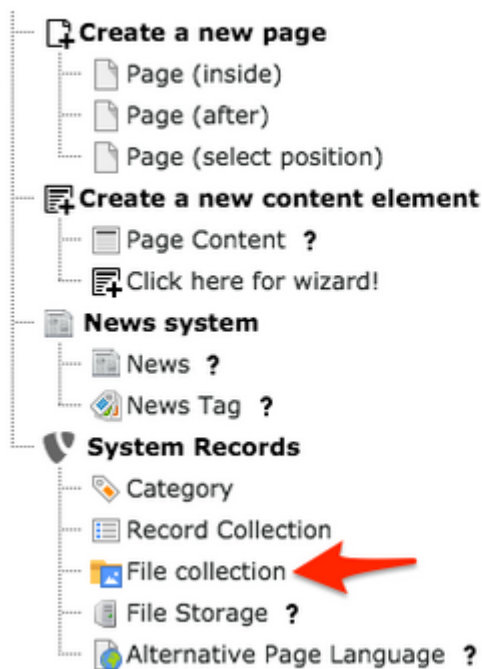 Create a new page
Page (inside)
Page (after)
Page (select position)
Create a new content element
Page Content ?
Click here for wizard!
News system
News ?
News Tag ?
System Records
Category
Record Collection
File collection
File Storage ?
Alternative Page Language ?